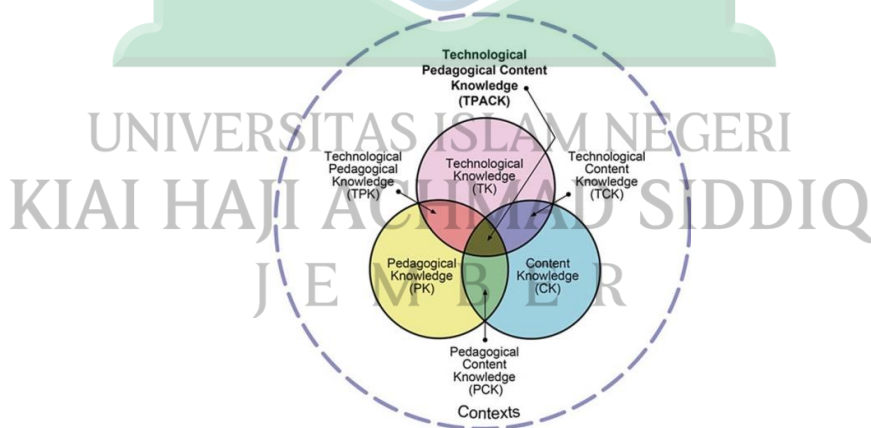 Technological
Pedagogical Content
Knowledge
(TPACK)
UNIVERSITAS ISLAM NEGERI
Technological
Pedagogical
Knowledge
(TPK)
Technological
Knowledge
(TK)
Technological
Content
Knowledge
(TCK)
KIAI HAJI ACHMAD SIDDIQ
Pedagogical
Knowledge
(PK)
Content
Knowledge
(CK)
JEMBER
Pedagogical
Content
Knowledge
(PCK)
Contexts